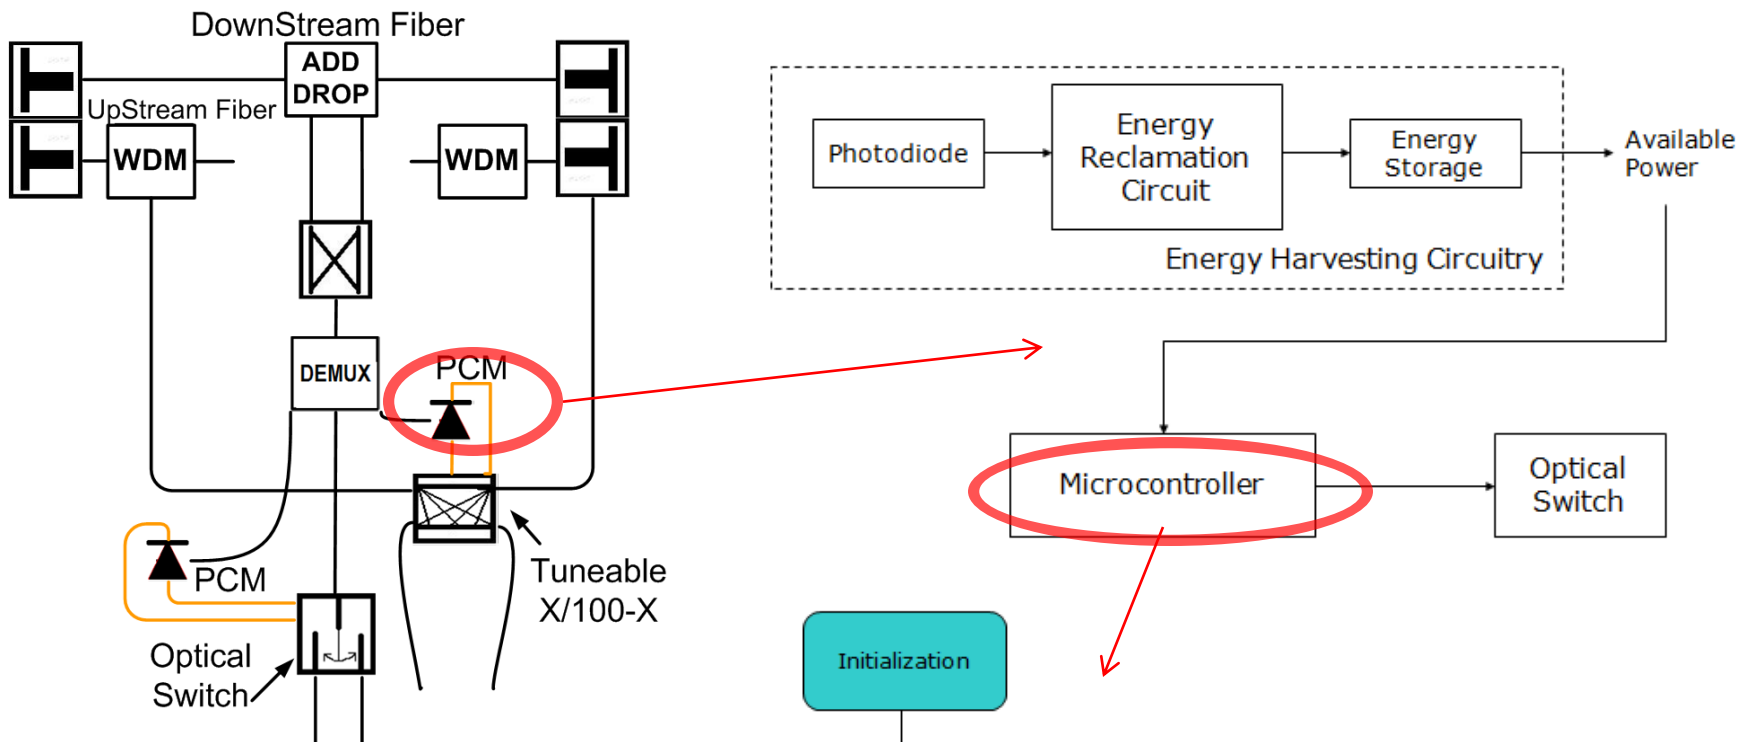 DownStream Fiber
ADD
DROP
UpStream Fiber
WDM
WDM
DEMUX
PCM
PCM
Tuneable
X/100-X
Optical
Switch
Photodiode
Energy
Reclamation
Circuit
Energy
Storage
Available
Power
Energy Harvesting Circuitry
Microcontroller
Optical
Switch
Initialization